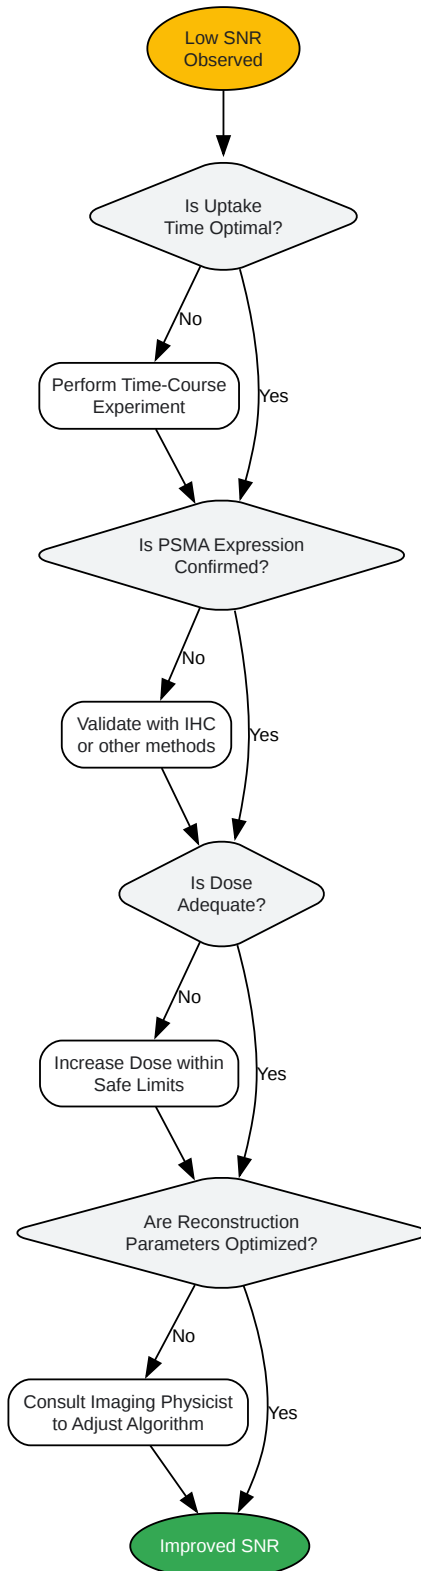 Low SNR
Observed
Is Uptake
Time Optimal?
No
Perform Time-Course
Experiment
Yes
Is PSMA Expression
Confirmed?
No
Validate with IHC
or other methods
Yes
Is Dose
Adequate?
No
Increase Dose within
Safe Limits
Yes
Are Reconstruction
Parameters Optimized?
No
Consult Imaging Physicist
to Adjust Algorithm
Yes
Improved SNR